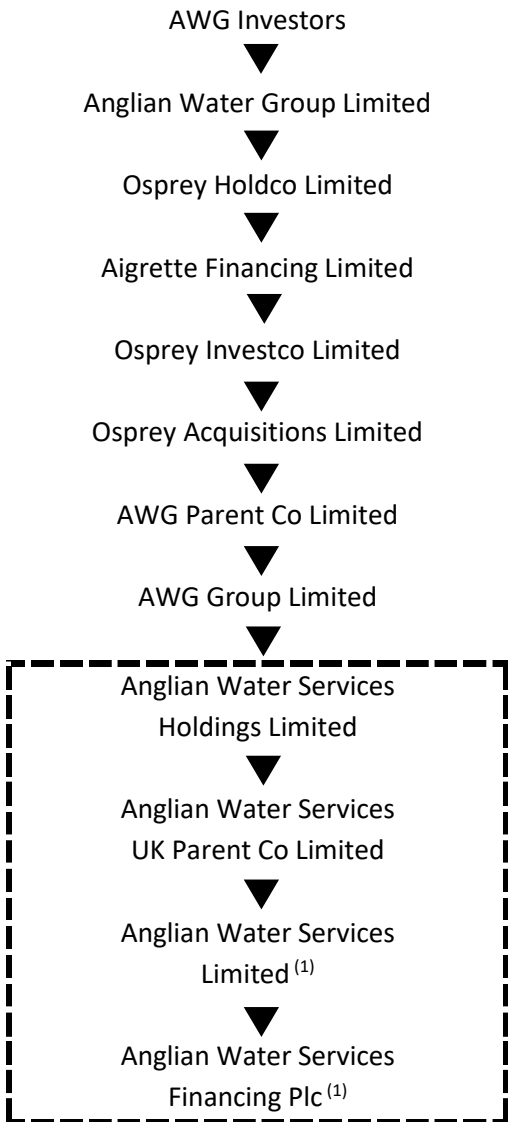 AWG Investors
Anglian Water Group Limited
Osprey Holdco Limited
Aigrette Financing Limited
Osprey Investco Limited
Osprey Acquisitions Limited
AWG Parent Co Limited
AWG Group Limited
Anglian Water Services
Holdings Limited
Anglian Water Services
UK Parent Co Limited
Anglian Water Services
Limited (1)
Anglian Water Services
Financing Plc (1)